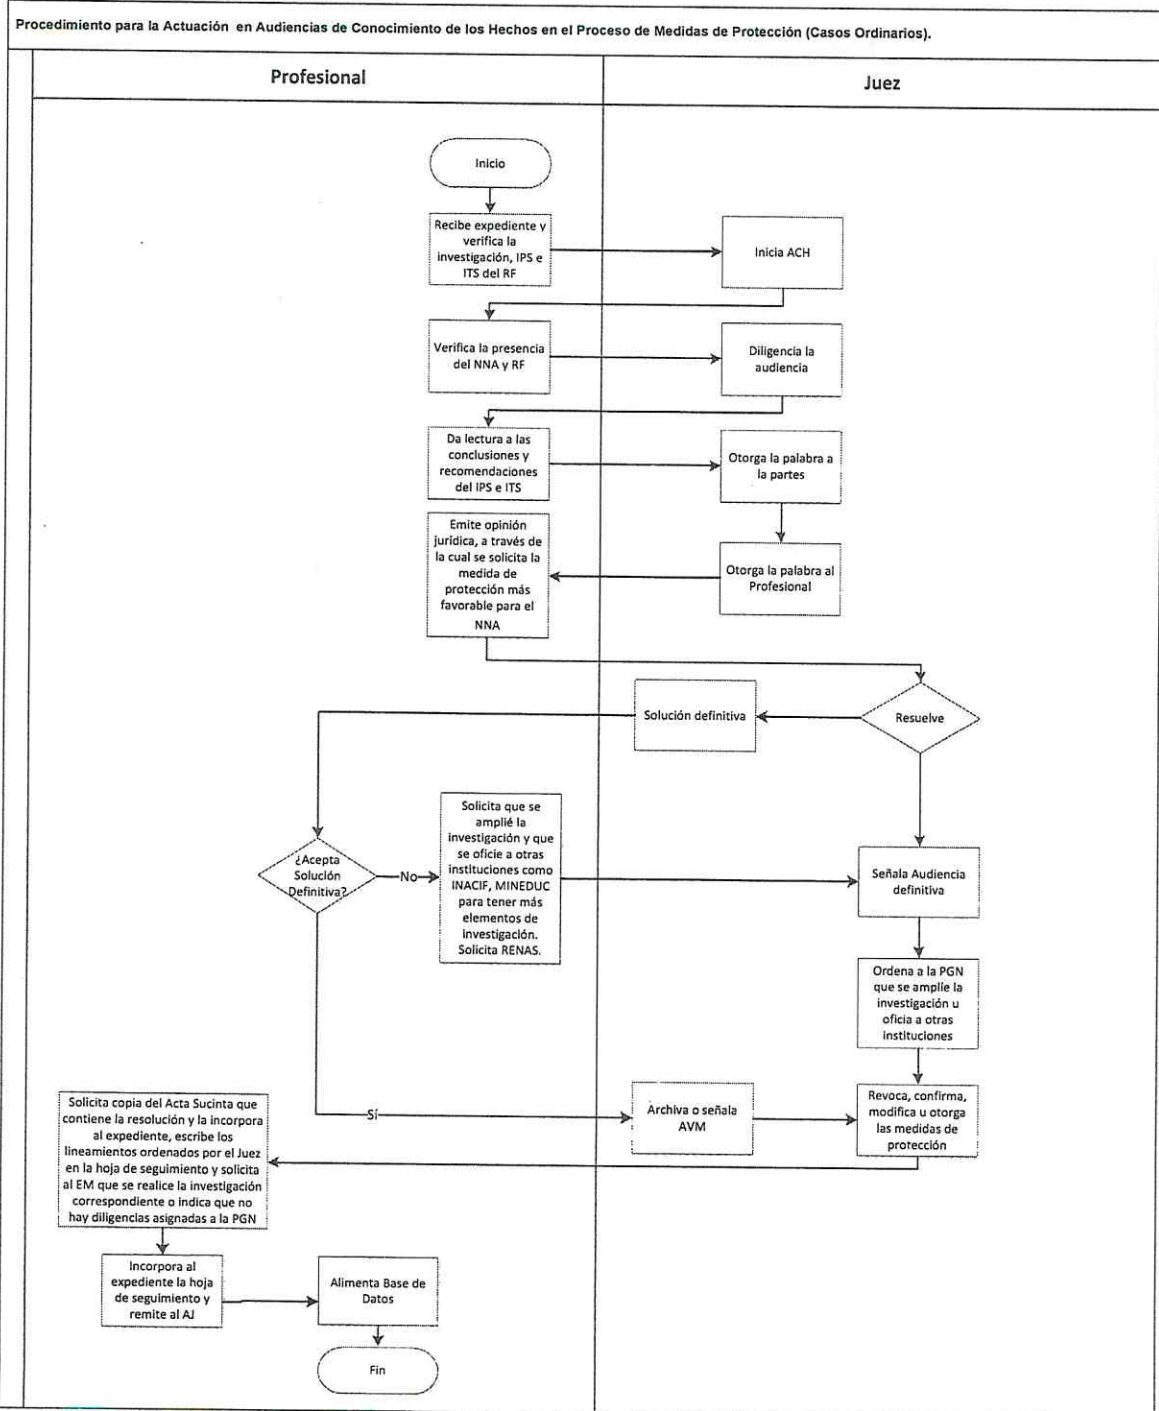 Procedimiento para la Actuación en Audiencias de Conocimiento de los Hechos en el Proceso de Medidas de Protección (Casos Ordinarios).
Profesional
Juez
Inicio
Recibe expediente y
verifica la
investigación, IPS e
ITS del RF
Inicia ACH
Verifica la presencia
del NNA y RF
Diligencia la
audiencia
Da lectura a las
conclusiones y
recomendaciones
del IPS e ITS
Otorga la palabra a
la partes
Otorga la palabra al
Profesional
Emite opinión
jurídica, a través de
la cual se solicita la
medida de
protección más
favorable para el
NNA
Resuelve
Solución definitiva
¿Acepta
Solución
Definitiva?
No
Solicita que se
amplié la
investigación y que
se oficie a otras
instituciones como
INACIF, MINEDUC
para tener más
elementos de
investigación.
Solicita RENAS.
Señala Audiencia
definitiva
Ordena a la PGN
que se amplíe la
investigación u
oficia a otras
instituciones
Sí
Archiva o señala
AVM
Revoca, confirma,
modifica u otorga
las medidas de
protección
Solicita copia del Acta Sucinta que
contiene la resolución y la incorpora
al expediente, escribe los
lineamientos ordenados por el Juez
en la hoja de seguimiento y solicita
al EM que se realice la investigación
correspondiente o indica que no
hay diligencias asignadas a la PGN
Incorpora al
expediente la hoja
de seguimiento y
remite al AJ
Alimenta Base de
Datos
Fin